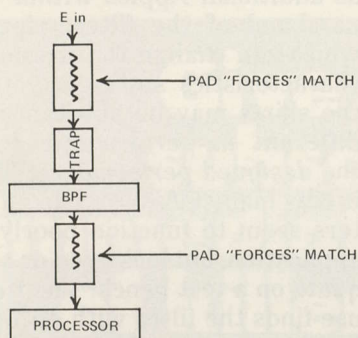 E in
PAD "FORCES" MATCH
TRAP
BPF
PAD "FORCES" MATCH
PROCESSOR